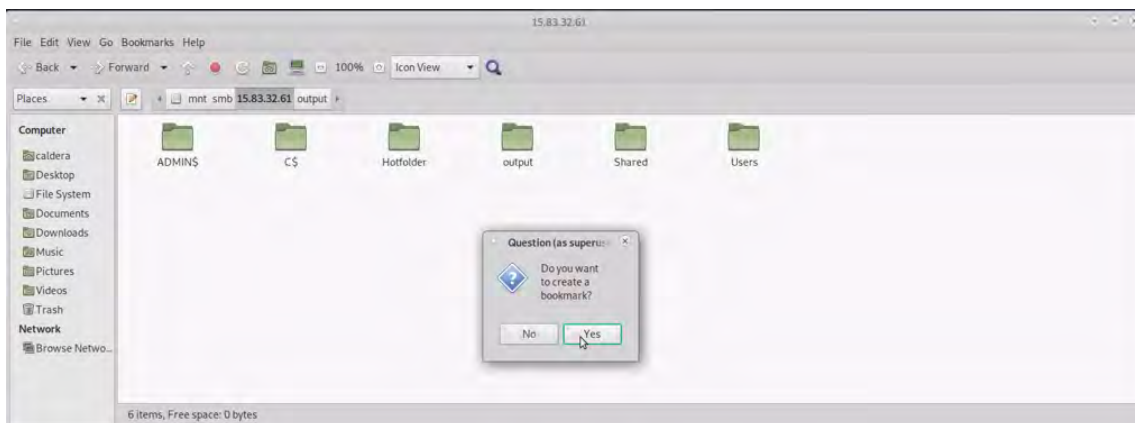 15.83.32.61
File Edit View Go Bookmarks Help
Back Forward 100% Icon View
Places mnt smb 15.83.32.61 output
Computer
caldera
Desktop
File System
Documents
Downloads
Music
Pictures
Videos
Trash
Network
Browse Netwo...
ADMIN$ C$ Hotfolder output Shared Users
Question (as superus
Do you want
to create a
bookmark?
No Yes
6 items, Free space: 0 bytes